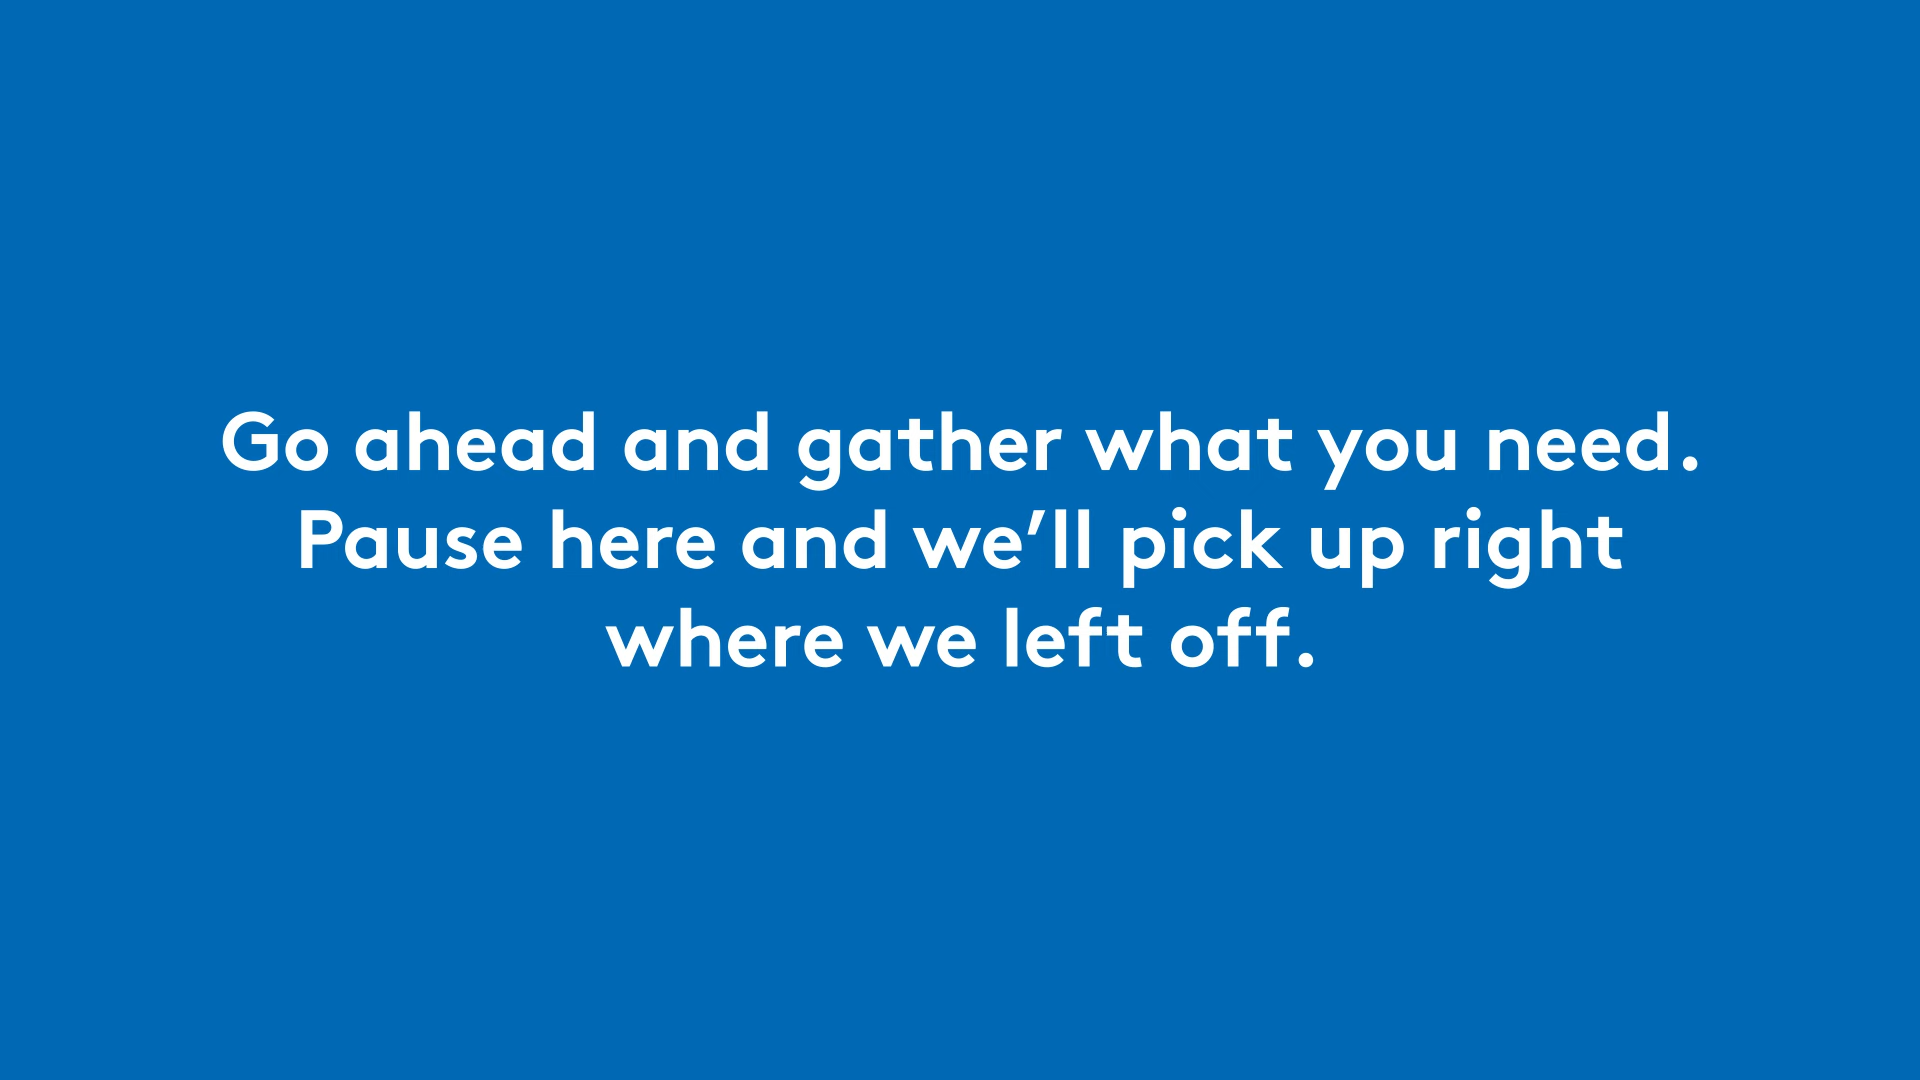 Go ahead and gather what you need.
Pause here and we’ll pick up right
where we left off.